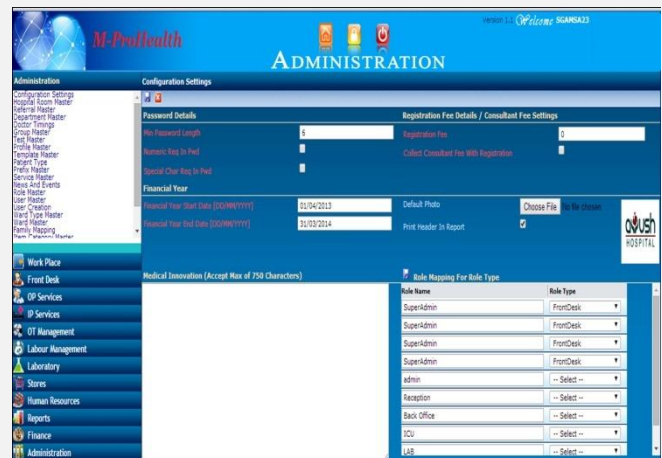 M-ProHealth
Version 1.1 Welcome SGAMSA23
ADMINISTRATION
Administration
Configuration Settings
Hospital Room Master
Referral Master
Department Master
Doctor Timings
Group Master
Test Master
Profile Master
Template Master
Patient Type
Prefix Master
Service Master
News And Events
Role Master
User Master
User Creation
Ward Type Master
Ward Master
Family Mapping
Item Category Master
Work Place
Front Desk
OP Services
IP Services
OT Management
Labour Management
Laboratory
Stores
Human Resources
Reports
Finance
Administration
Configuration Settings
Password Details
Min Password Length
Numeric Req In Pwd
Special Char Req In Pwd
Registration Fee Details / Consultant Fee Settings
Registration Fee 0
Collect Consultant Fee With Registration
Financial Year
Financial Year Start Date [DD/MM/YYYY] 01/04/2013
Financial Year End Date [DD/MM/YYYY] 31/03/2014
Default Photo Choose File No file chosen
Print Header In Report
HOSPITAL
Medical Innovation (Accept Max of 750 Characters)
Role Mapping For Role Type
Role Name Role Type
SuperAdmin FrontDesk
SuperAdmin FrontDesk
SuperAdmin FrontDesk
SuperAdmin FrontDesk
admin -- Select --
Reception -- Select --
Back Office -- Select --
ICU -- Select --
LAB -- Select --